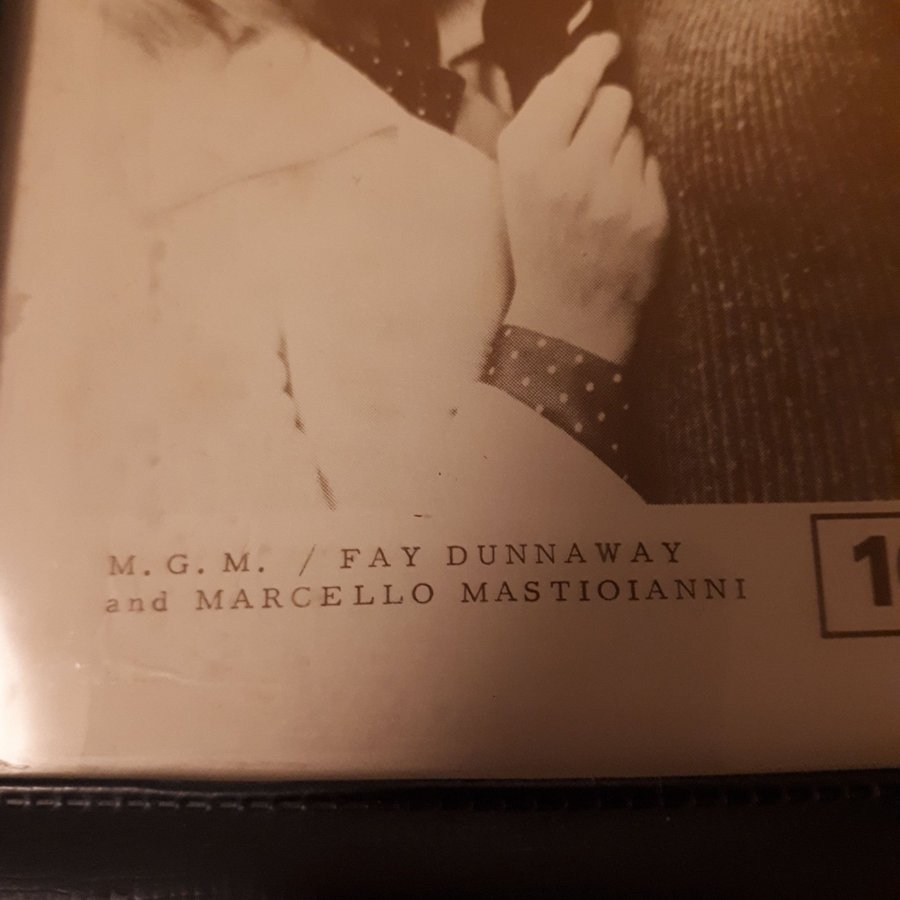 M.G.M. / FAY DUNNAWAY
and MARCELLO MASTIOIANNI